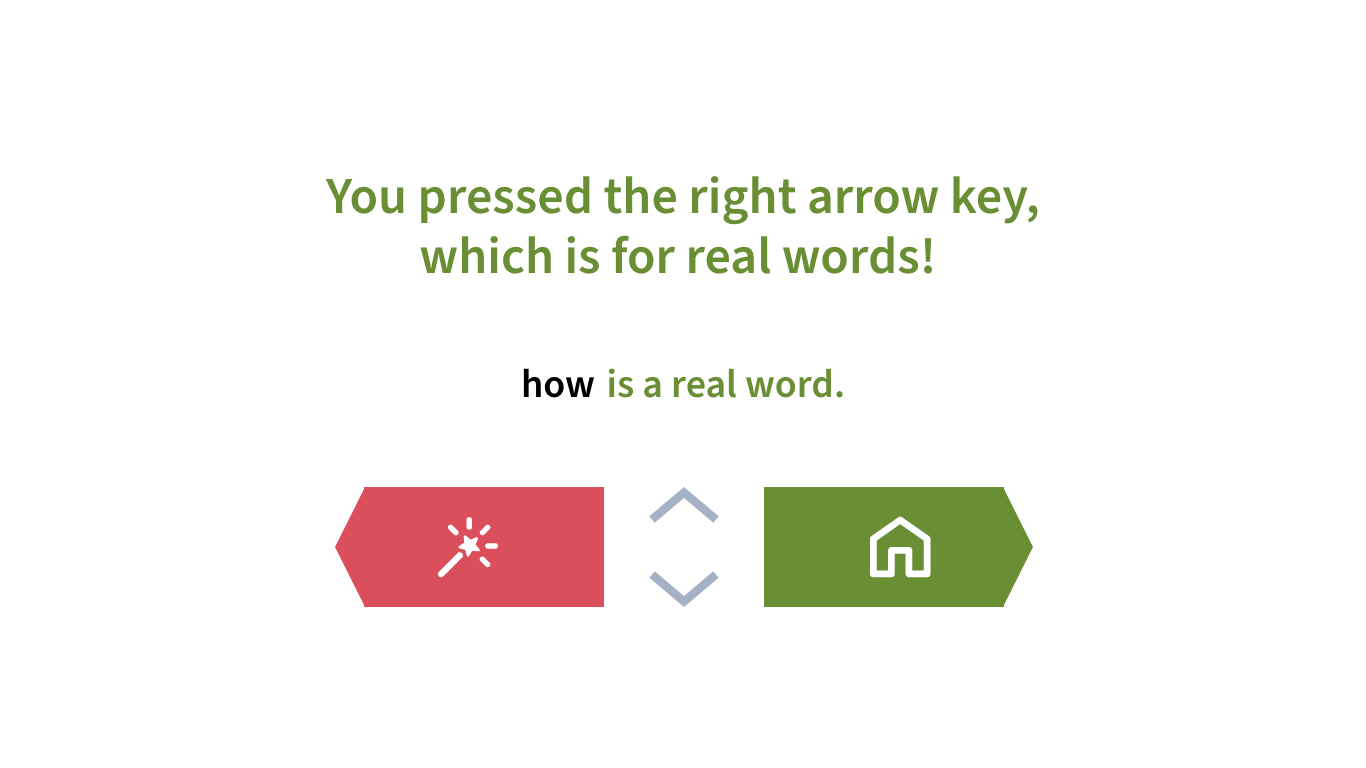 You pressed the right arrow key,
which is for real words!
how is a real word.